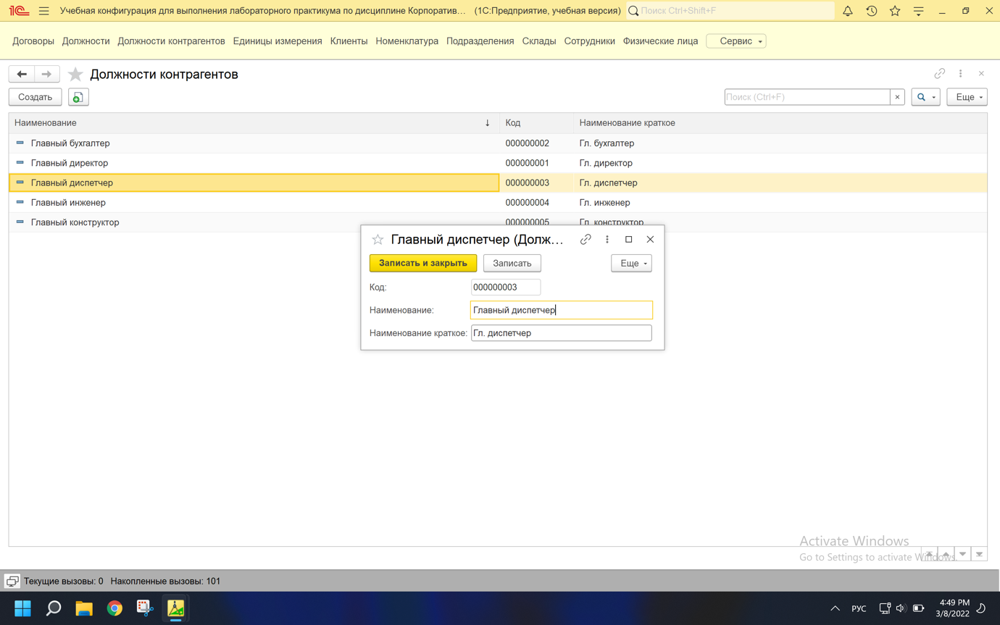 1С Учебная конфигурация для выполнения лабораторного практикума по дисциплине Корпоратив... (1С:Предприятие, учебная версия) Поиск Ctrl+Shift+F
Договоры Должности Должности контрагентов Единицы измерения Клиенты Номенклатура Подразделения Склады Сотрудники Физические лица Сервис
Должности контрагентов
Создать Поиск (Ctrl+F) Еще
Наименование Код Наименование краткое
Главный бухгалтер 000000002 Гл. бухгалтер
Главный директор 000000001 Гл. директор
Главный диспетчер 000000003 Гл. диспетчер
Главный инженер 000000004 Гл. инженер
Главный конструктор 000000005 Гл. конструктор
Главный диспетчер (Долж...
Записать и закрыть Записать Еще
Код: 000000003
Наименование: Главный диспетчер
Наименование краткое: Гл. диспетчер
Activate Windows
Go to Settings to activate Windows.
Текущие вызовы: 0 Накопленные вызовы: 101
РУС 4:49 PM
3/8/2022